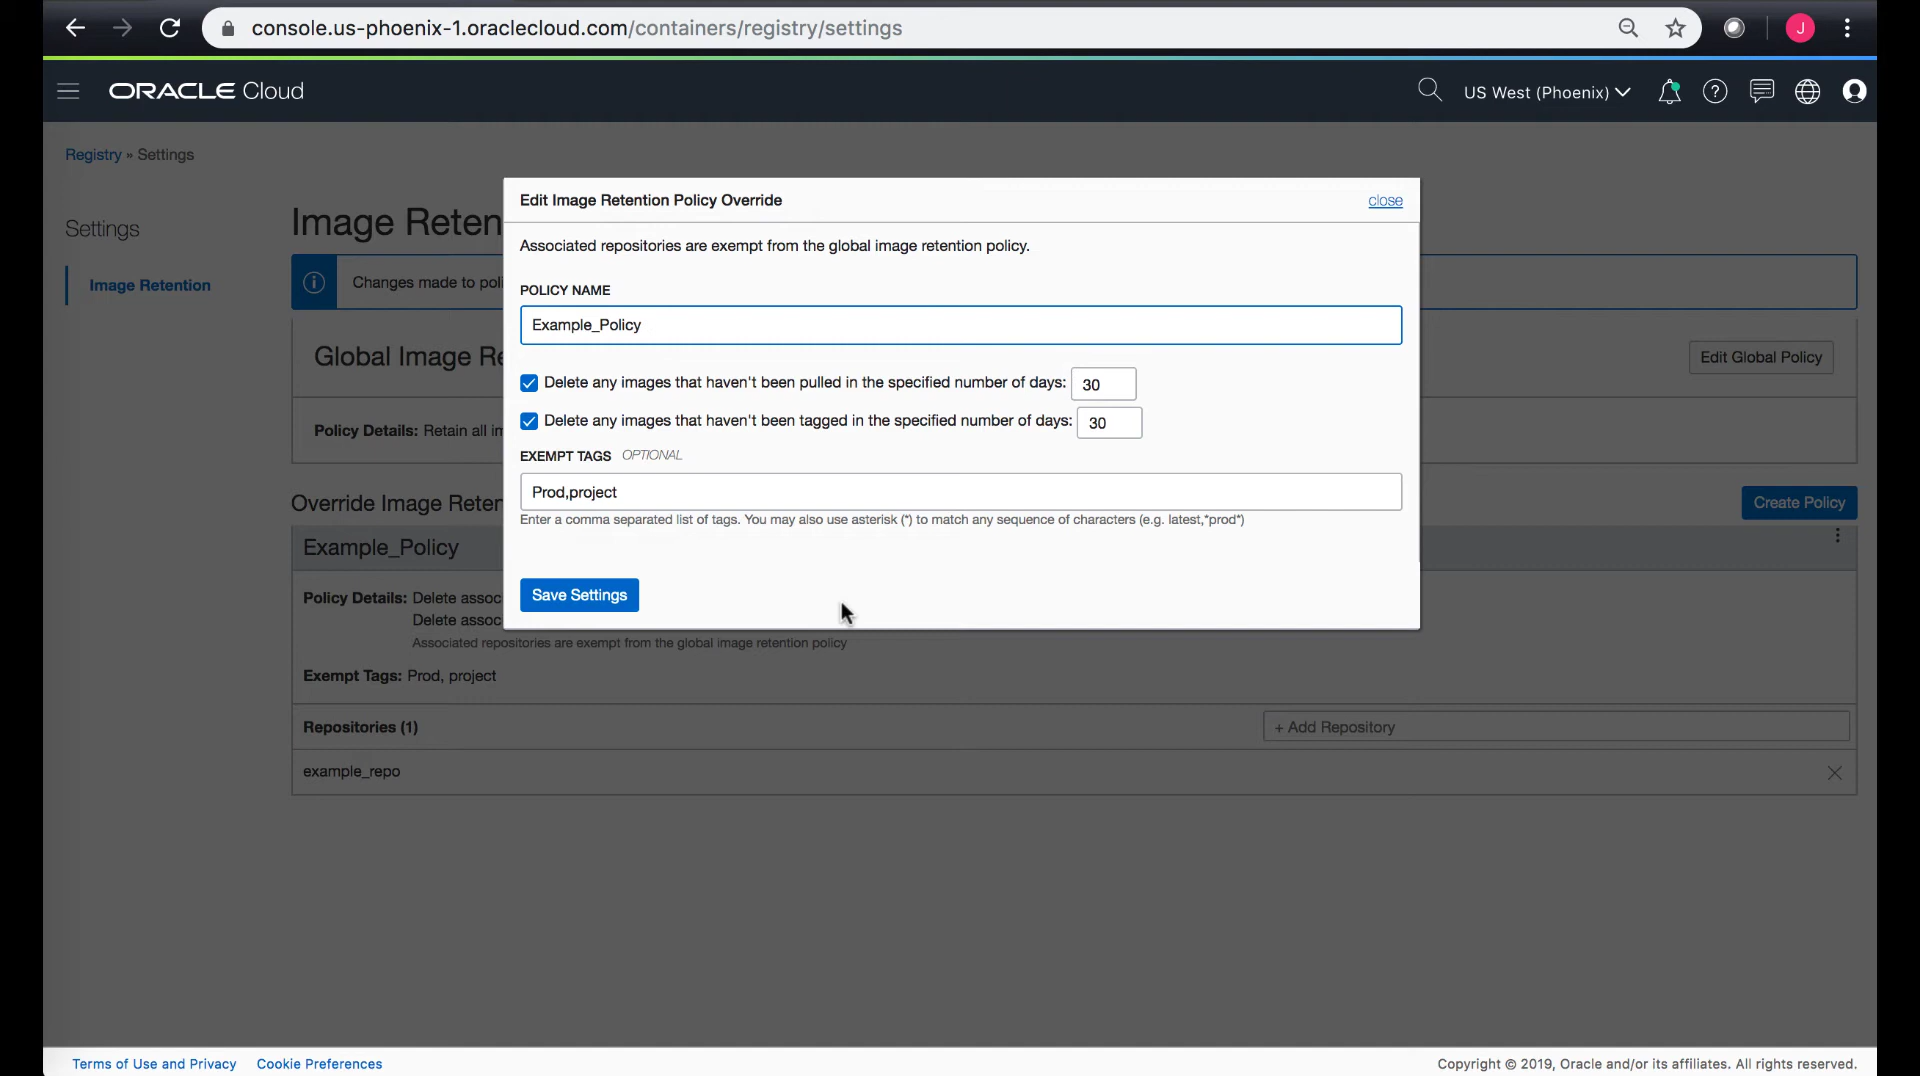 console.us-phoenix-1.oraclecloud.com/containers/registry/settings
J
ORACLE Cloud
US West (Phoenix)
Registry » Settings
Settings
Image Retention
Image Reten
Changes made to poli
Global Image Re
Edit Global Policy
Policy Details: Retain all im
Override Image Reten
Create Policy
Example_Policy
Policy Details: Delete assoc
Delete assoc
Associated repositories are exempt from the global image retention policy
Exempt Tags: Prod, project
Repositories (1)
+ Add Repository
example_repo
Edit Image Retention Policy Override
close
Associated repositories are exempt from the global image retention policy.
POLICY NAME
Example_Policy
Delete any images that haven't been pulled in the specified number of days: 30
Delete any images that haven't been tagged in the specified number of days: 30
EXEMPT TAGS OPTIONAL
Prod,project
Enter a comma separated list of tags. You may also use asterisk (*) to match any sequence of characters (e.g. latest,*prod*)
Save Settings
Terms of Use and Privacy Cookie Preferences
Copyright © 2019, Oracle and/or its affiliates. All rights reserved.